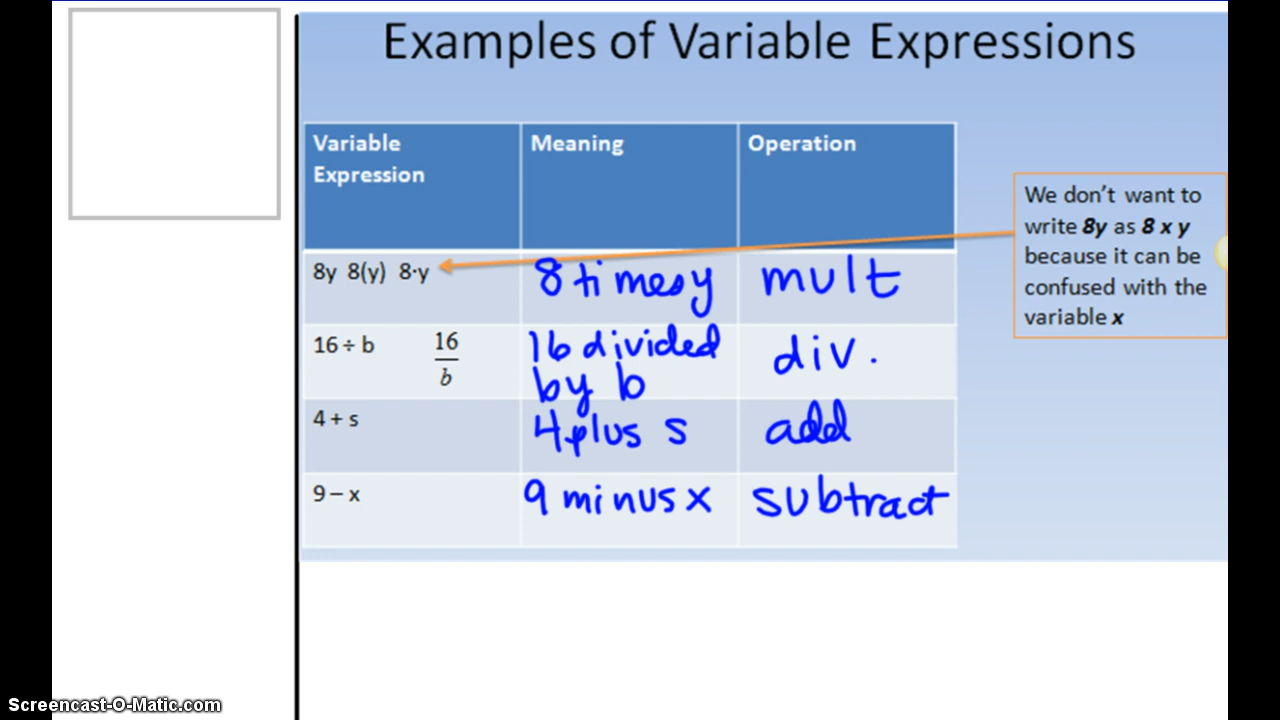 Examples of Variable Expressions
Variable Expression
Meaning
Operation
8y 8(y) 8·y
8 times y
mult
16 ÷ b
16
b
16 divided
by b
div.
4 + s
4 plus s
add
9 – x
9 minus x
subtract
We don't want to
write 8y as 8 x y
because it can be
confused with the
variable x
Screencast-O-Matic.com